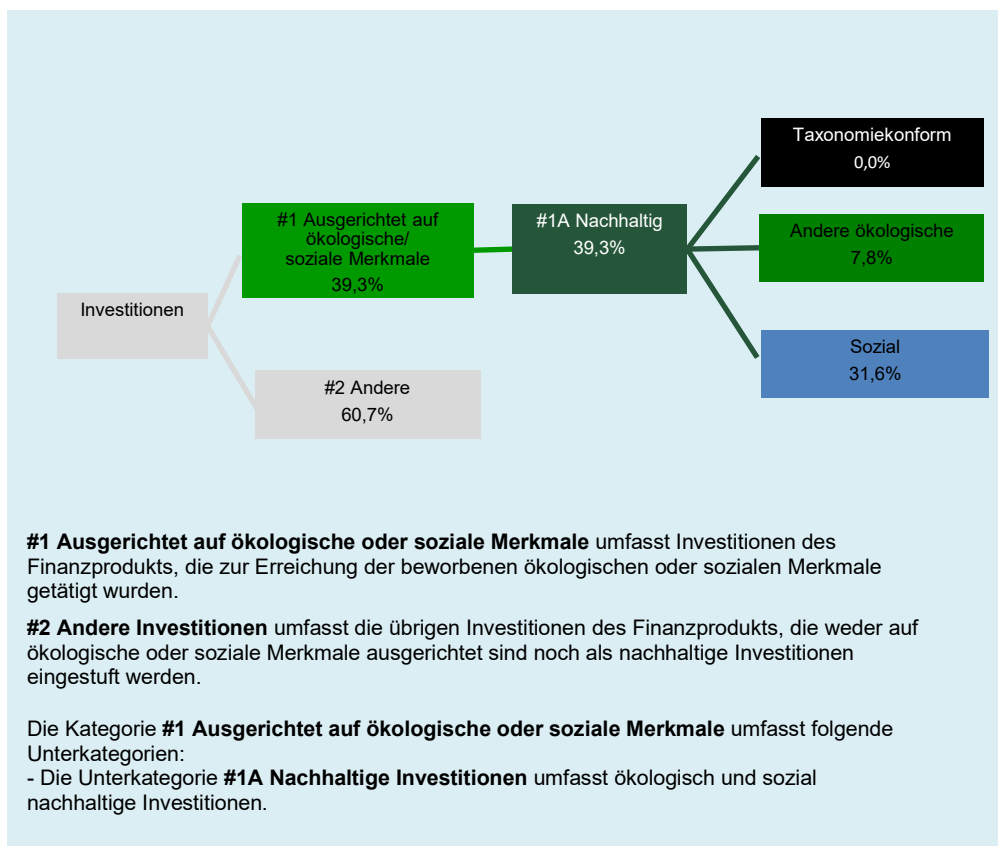 Taxonomiekonform
0,0%
#1 Ausgerichtet auf
ökologische/
soziale Merkmale
39,3%
#1A Nachhaltig
39,3%
Andere ökologische
7,8%
Investitionen
Sozial
31,6%
#2 Andere
60,7%
#1 Ausgerichtet auf ökologische oder soziale Merkmale umfasst Investitionen des
Finanzprodukts, die zur Erreichung der beworbenen ökologischen oder sozialen Merkmale
getätigt wurden.
#2 Andere Investitionen umfasst die übrigen Investitionen des Finanzprodukts, die weder auf
ökologische oder soziale Merkmale ausgerichtet sind noch als nachhaltige Investitionen
eingestuft werden.
Die Kategorie #1 Ausgerichtet auf ökologische oder soziale Merkmale umfasst folgende
Unterkategorien:
- Die Unterkategorie #1A Nachhaltige Investitionen umfasst ökologisch und sozial
nachhaltige Investitionen.